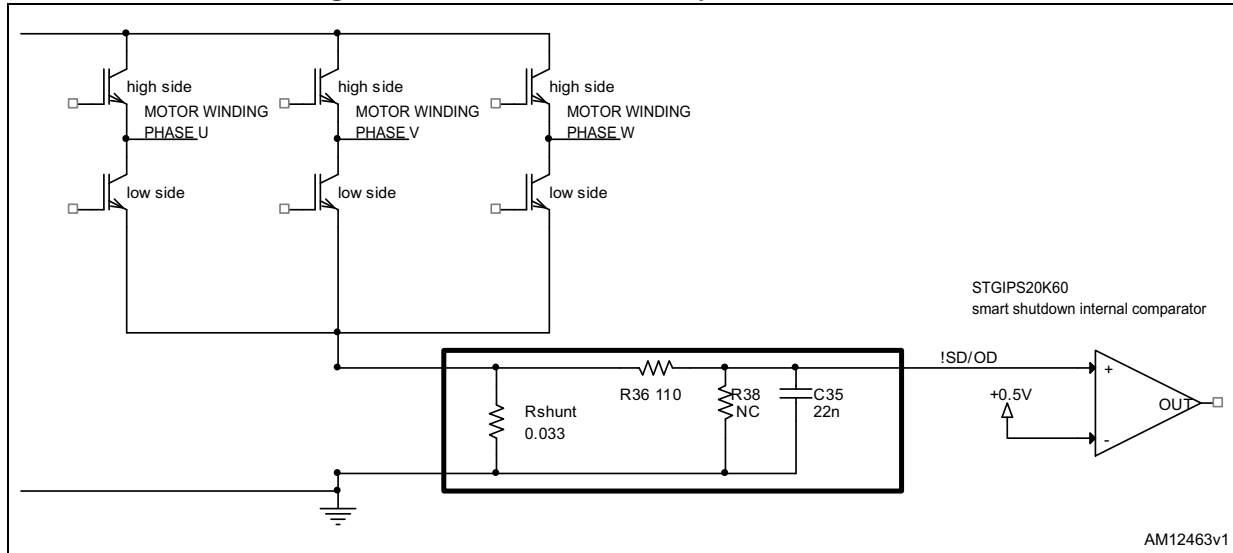 high side
high side
high side
MOTOR WINDING
PHASE U
MOTOR WINDING
PHASE V
MOTOR WINDING
PHASE W
low side
low side
low side
STGIPS20K60
smart shutdown internal comparator
!SD/OD
+
R36 110
R38
NC
C35
22n
+0.5V
OUT
Rshunt
0.033
-
AM12463v1